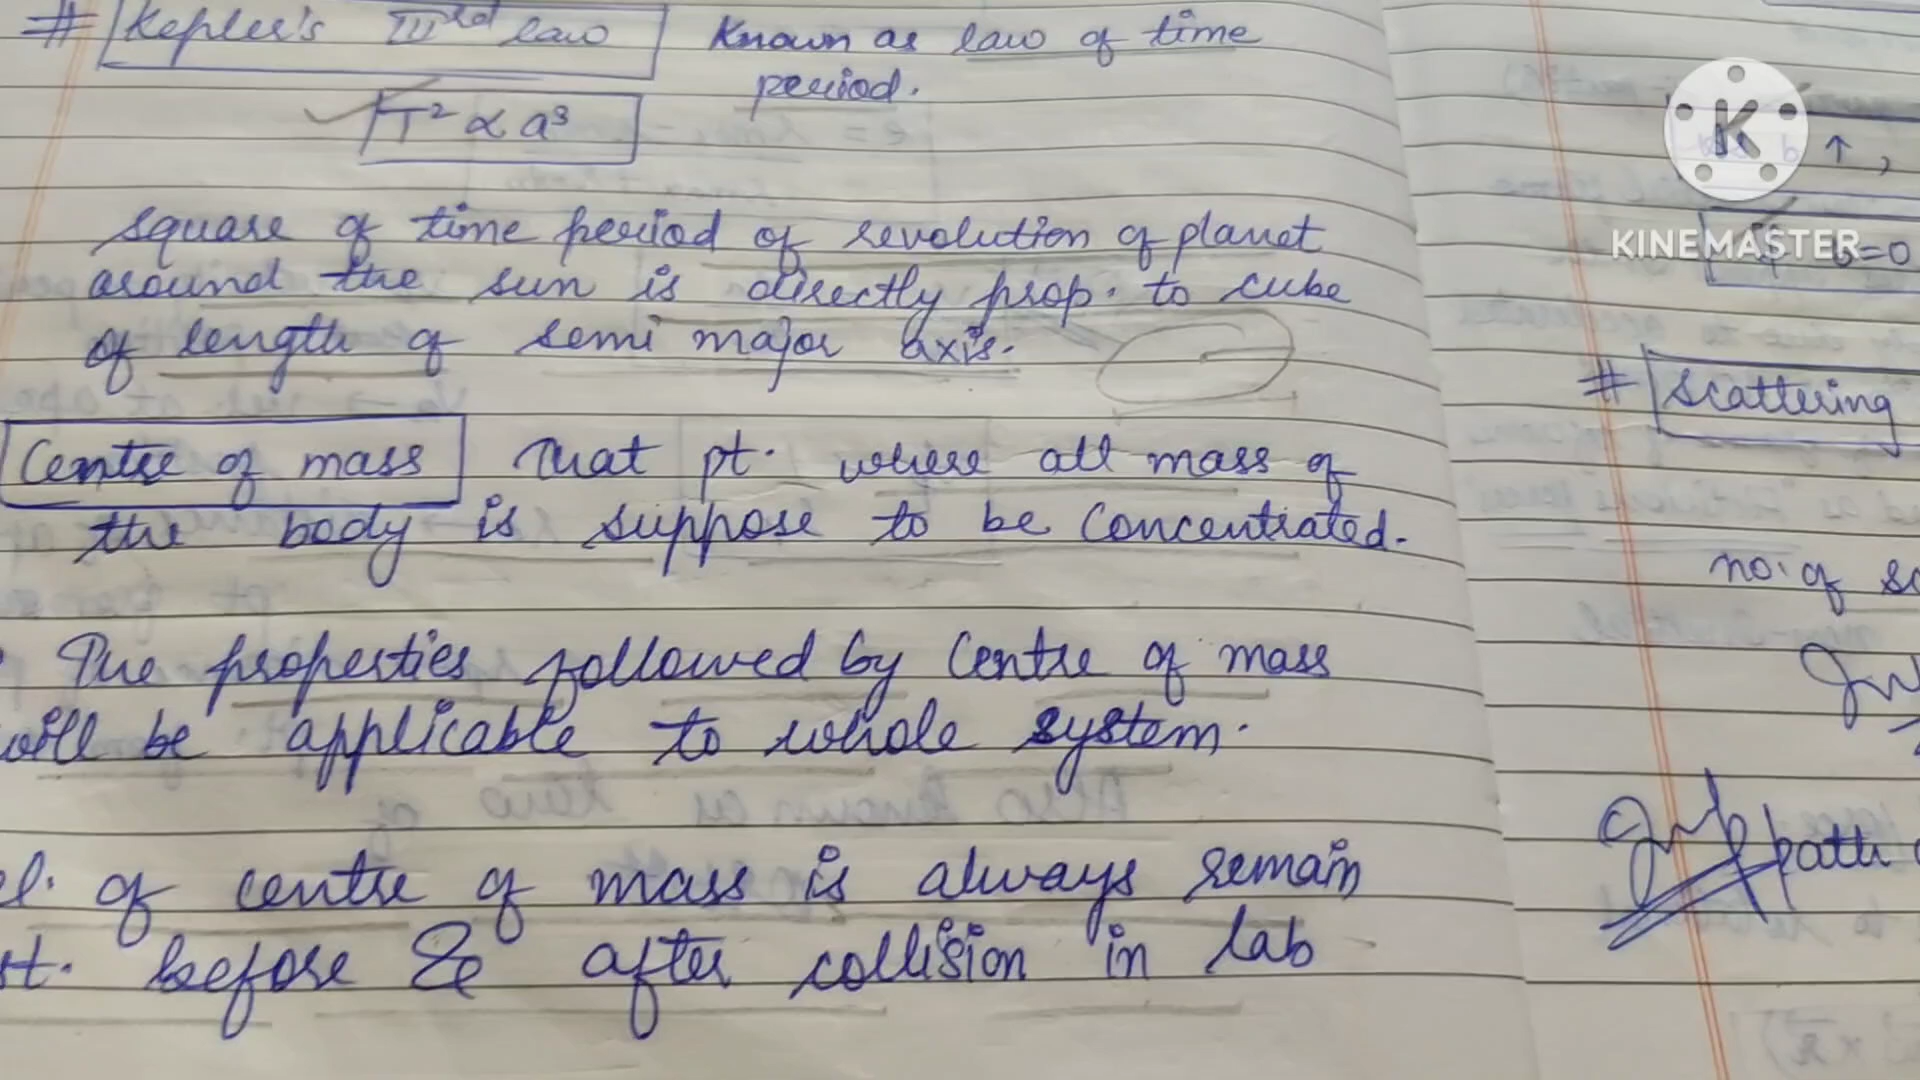 # Kepler's IIIrd law Known as law of time
period.
T² ∝ a³
square of time period of revolution of planet
around the sun is directly prop. to cube
of length of semi major axis.
Centre of mass That pt. where all mass of
the body is suppose to be concentrated.
The properties followed by Centre of mass
will be applicable to whole system.
of centre of mass is always remain
before & after collision in lab
KINEMASTER
↑,
=0
# Scattering
no. of
path